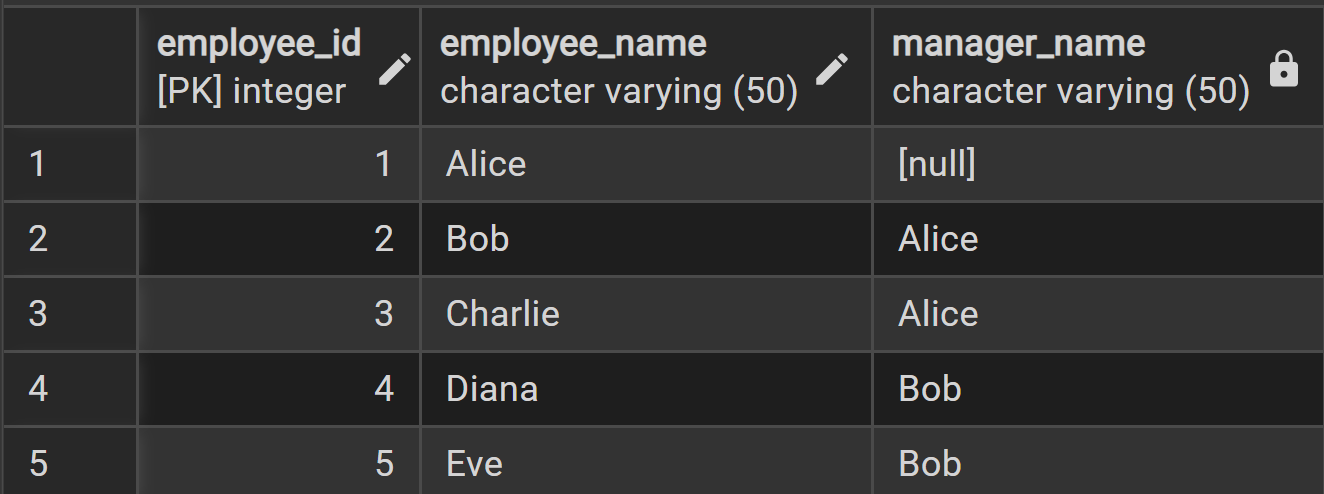 employee_id employee_name manager_name
[PK] integer character varying (50) character varying (50)
1 1 Alice [null]
2 2 Bob Alice
3 3 Charlie Alice
4 4 Diana Bob
5 5 Eve Bob